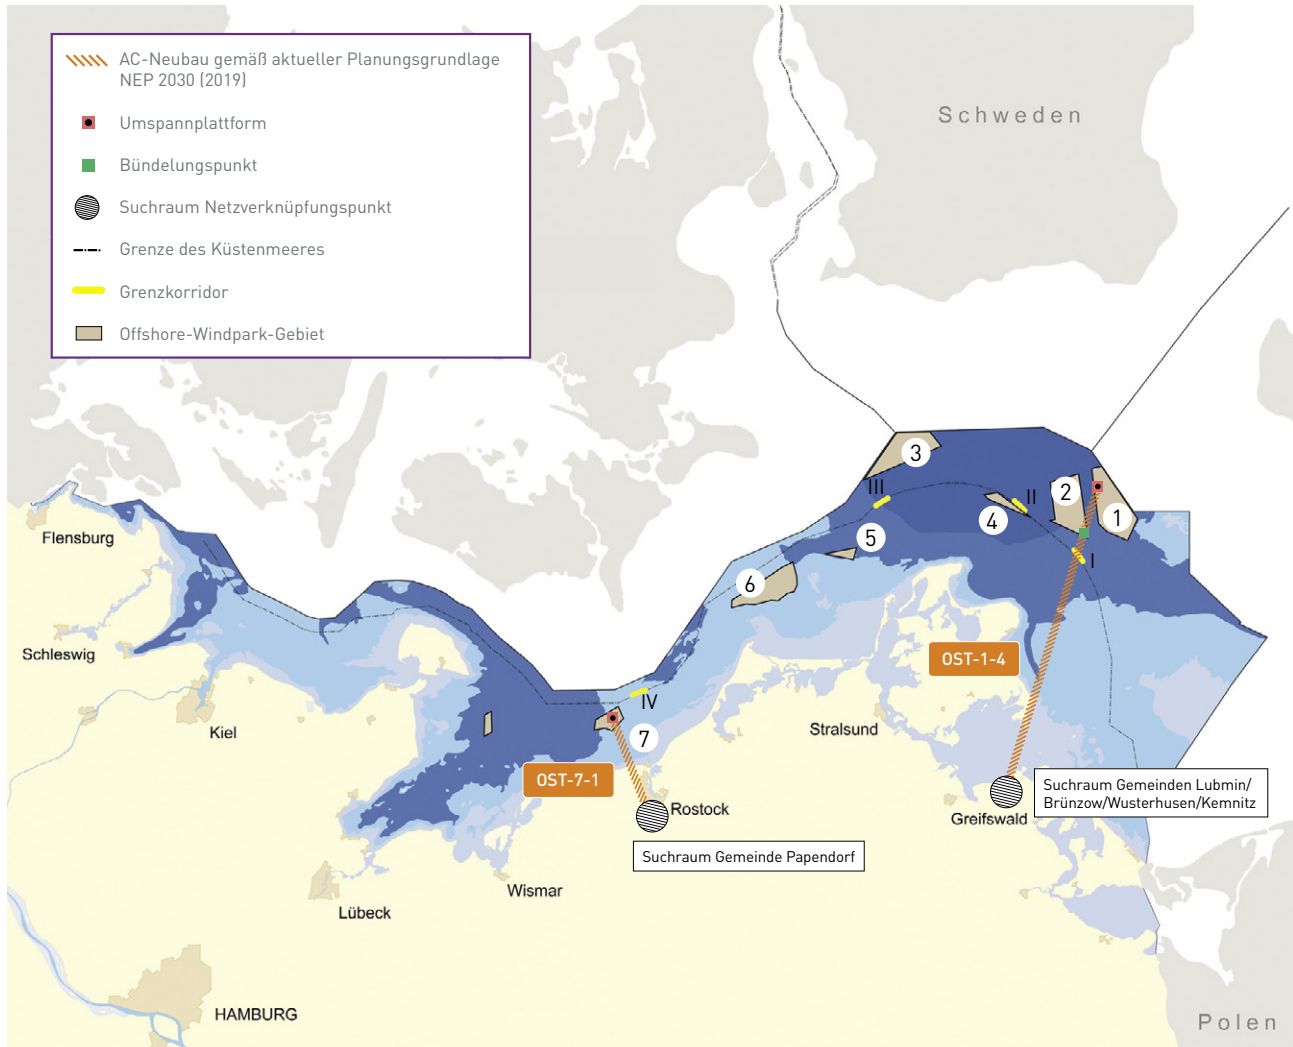 AC-Neubau gemäß aktueller Planungsgrundlage
NEP 2030 (2019)
Umspannplattform
Bündelungspunkt
Suchraum Netzverknüpfungspunkt
Grenze des Küstenmeeres
Grenzkorridor
Offshore-Windpark-Gebiet
Schweden
3
III
2
II
4
1
5
I
6
Flensburg
Schleswig
Kiel
OST-1-4
IV
7
Stralsund
OST-7-1
Rostock
Suchraum Gemeinden Lubmin/
Brünzow/Wusterhusen/Kemnitz
Greifswald
Suchraum Gemeinde Papendorf
Wismar
Lübeck
HAMBURG
Polen